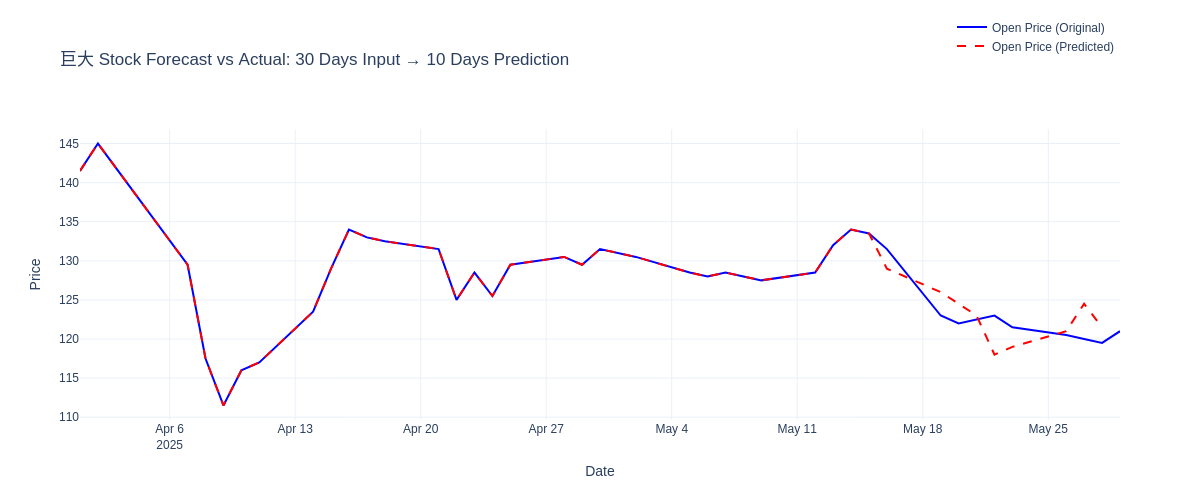 Open Price (Original)
Open Price (Predicted)
巨大 Stock Forecast vs Actual: 30 Days Input → 10 Days Prediction
145
140
135
130
125
120
115
110
Price
Apr 6
2025
Apr 13
Apr 20
Apr 27
May 4
May 11
May 18
May 25
Date